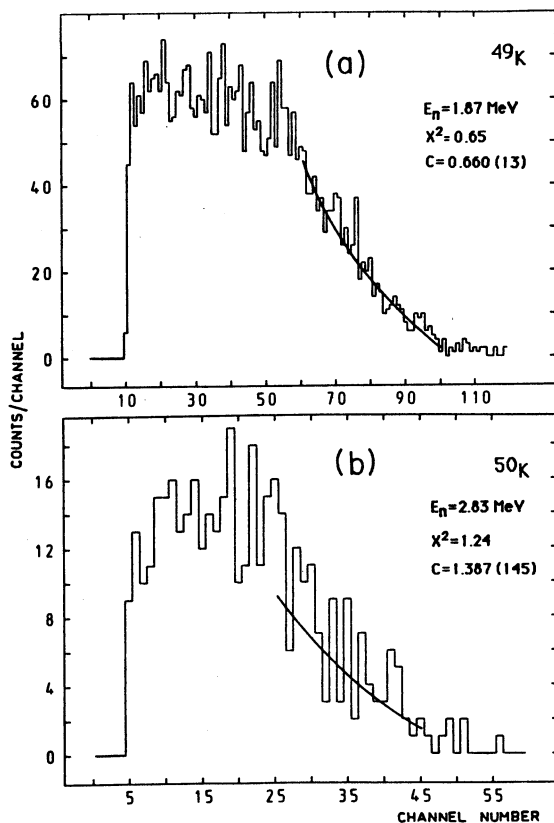 (a)
49K
En=1.87 MeV
X²=0.65
C=0.660 (13)
60
40
20
0
10 30 50 70 90 110
COUNTS/CHANNEL
(b)
50K
En=2.83 MeV
X²=1.24
C=1.387 (145)
16
12
8
4
0
5 15 25 35 45 55
CHANNEL NUMBER